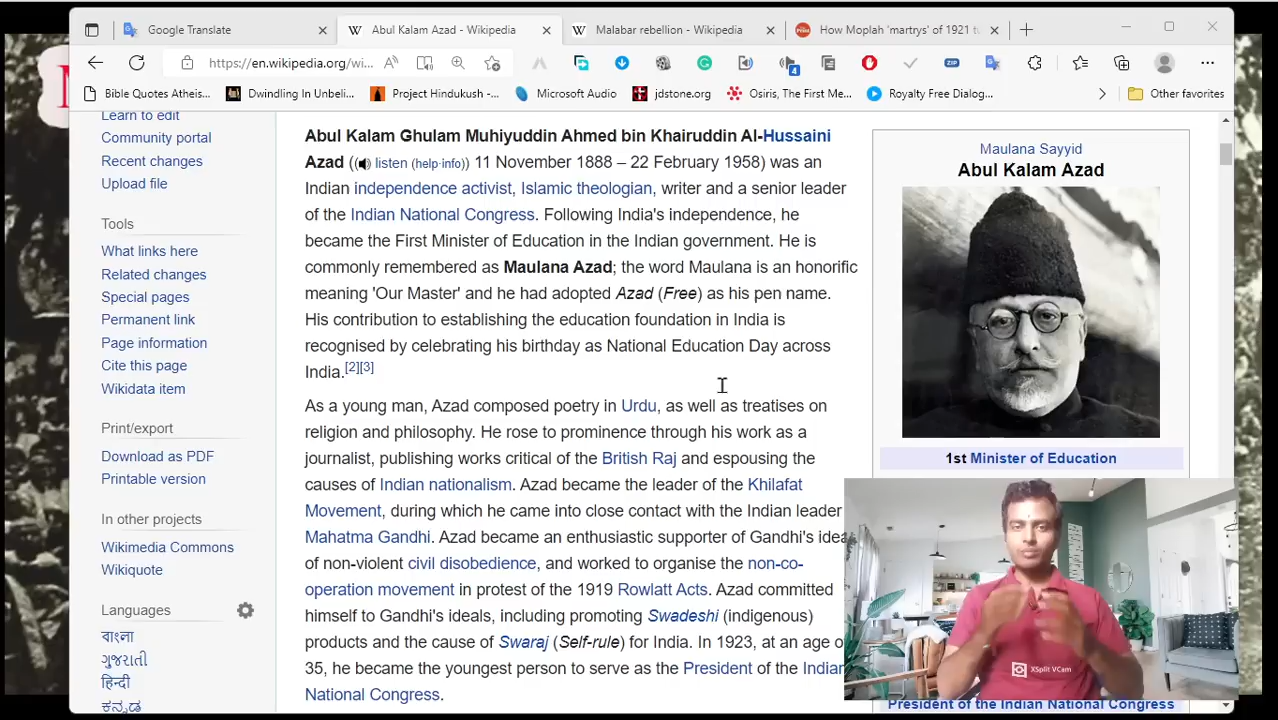 Google Translate
Abul Kalam Azad - Wikipedia
Malabar rebellion - Wikipedia
How Moplah 'martrys' of 1921 tu
https://en.wikipedia.org/wi...
4
ZIP
Bible Quotes Atheis...
Dwindling In Unbeli...
Project Hindukush -...
Microsoft Audio
jdstone.org
Osiris, The First Me...
Royalty Free Dialog...
Other favorites
Learn to edit
Community portal
Recent changes
Upload file
Tools
What links here
Related changes
Special pages
Permanent link
Page information
Cite this page
Wikidata item
Print/export
Download as PDF
Printable version
In other projects
Wikimedia Commons
Wikiquote
Languages
বাংলা
ગુજરાતી
हिन्दी
ಕನ್ನಡ
Abul Kalam Ghulam Muhiyuddin Ahmed bin Khairuddin Al-Hussaini
Azad (( listen (help·info)) 11 November 1888 – 22 February 1958) was an
Indian independence activist, Islamic theologian, writer and a senior leader
of the Indian National Congress. Following India's independence, he
became the First Minister of Education in the Indian government. He is
commonly remembered as Maulana Azad; the word Maulana is an honorific
meaning 'Our Master' and he had adopted Azad (Free) as his pen name.
His contribution to establishing the education foundation in India is
recognised by celebrating his birthday as National Education Day across
India.[2][3]
As a young man, Azad composed poetry in Urdu, as well as treatises on
religion and philosophy. He rose to prominence through his work as a
journalist, publishing works critical of the British Raj and espousing the
causes of Indian nationalism. Azad became the leader of the Khilafat
Movement, during which he came into close contact with the Indian leader
Mahatma Gandhi. Azad became an enthusiastic supporter of Gandhi's idea
of non-violent civil disobedience, and worked to organise the non-co-
operation movement in protest of the 1919 Rowlatt Acts. Azad committed
himself to Gandhi's ideals, including promoting Swadeshi (indigenous)
products and the cause of Swaraj (Self-rule) for India. In 1923, at an age o
35, he became the youngest person to serve as the President of the Indian
National Congress.
Maulana Sayyid
Abul Kalam Azad
1st Minister of Education
XSplit VCam
President of the Indian National Congress